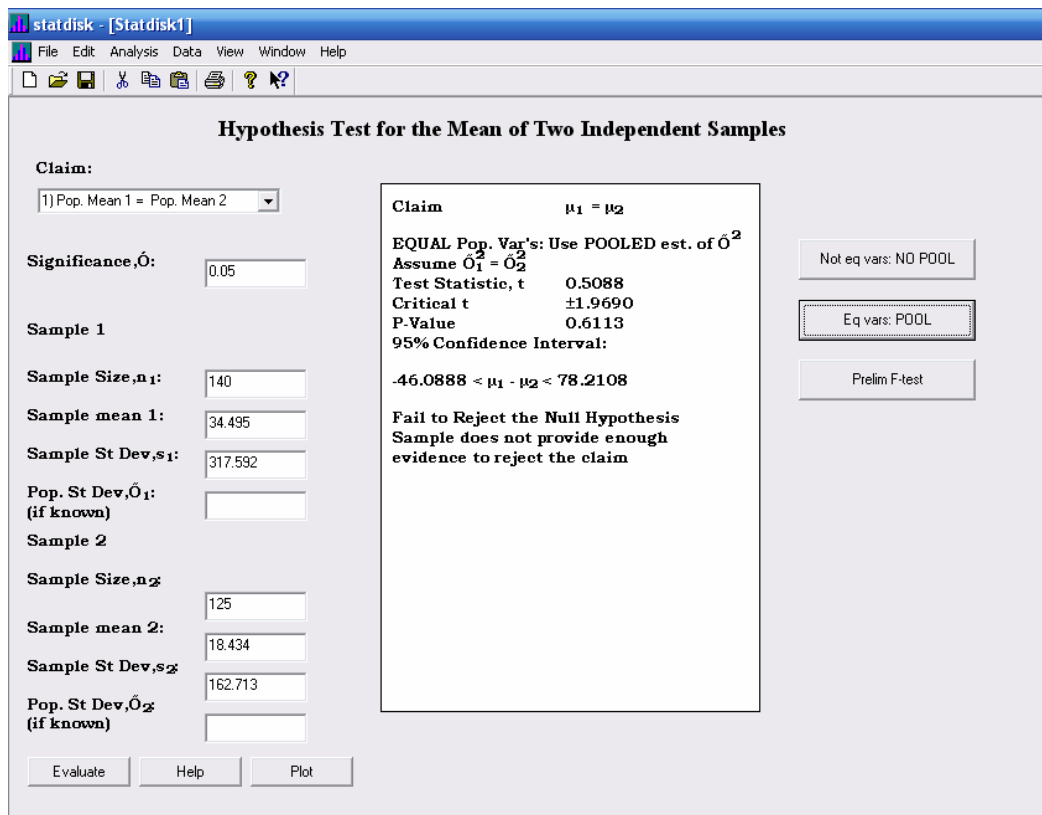 statdisk - [Statdisk1]
File Edit Analysis Data View Window Help
Hypothesis Test for the Mean of Two Independent Samples
Claim:
1) Pop. Mean 1 = Pop. Mean 2
Significance,Ó:
0.05
Sample 1
Sample Size,n₁:
140
Sample mean 1:
34.495
Sample St Dev,s₁:
317.592
Pop. St Dev,Ő₁:
(if known)
Sample 2
Sample Size,n₂:
125
Sample mean 2:
18.434
Sample St Dev,s₂:
162.713
Pop. St Dev,Ő₂:
(if known)
Evaluate Help Plot
Claim μ₁ = μ₂
EQUAL Pop. Var's: Use POOLED est. of Ő²
Assume Ő₁² = Ő₂²
Test Statistic, t 0.5088
Critical t ±1.9690
P-Value 0.6113
95% Confidence Interval:
-46.0888 < μ₁ - μ₂ < 78.2108
Fail to Reject the Null Hypothesis
Sample does not provide enough
evidence to reject the claim
Not eq vars: NO POOL
Eq vars: POOL
Prelim F-test